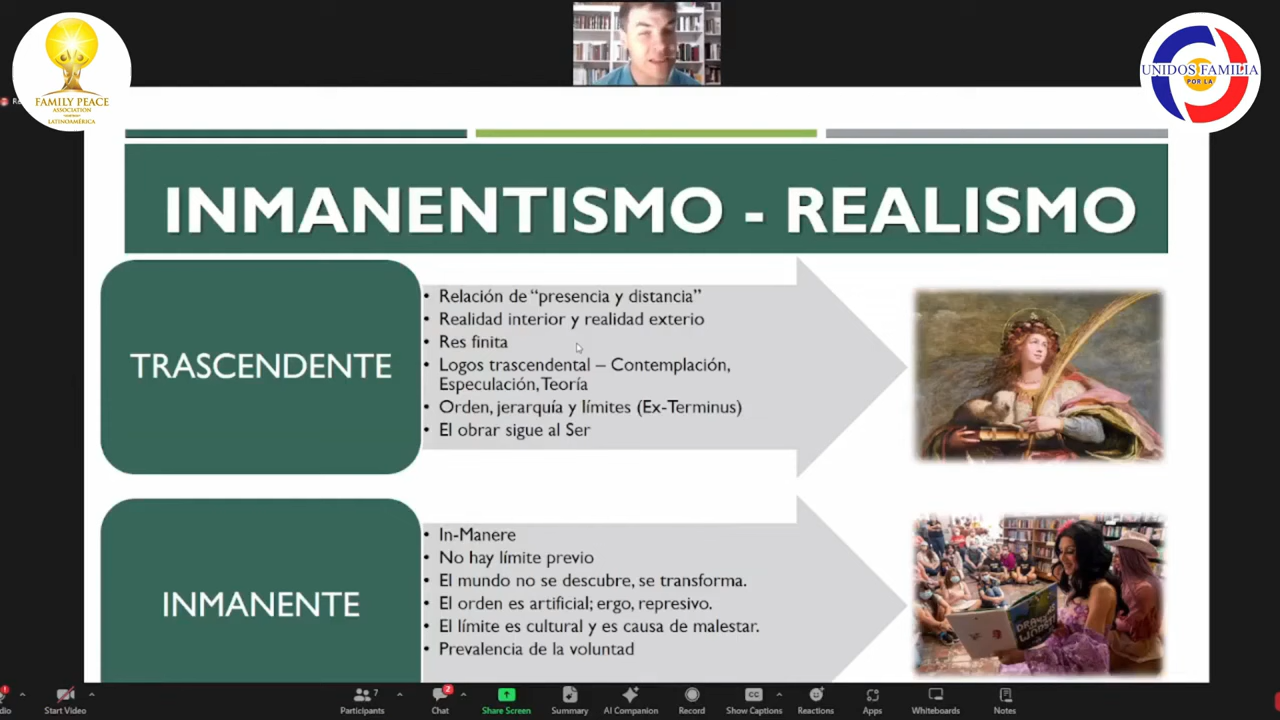 FAMILY PEACE
ASSOCIATION
LATINOAMÉRICA
UNIDOS FAMILIA
POR LA
INMANENTISMO - REALISMO
TRASCENDENTE
• Relación de “presencia y distancia”
• Realidad interior y realidad exterio
• Res finita
• Logos trascendental – Contemplación,
Especulación, Teoría
• Orden, jerarquía y límites (Ex-Terminus)
• El obrar sigue al Ser
INMANENTE
• In-Manere
• No hay límite previo
• El mundo no se descubre, se transforma.
• El orden es artificial; ergo, represivo.
• El límite es cultural y es causa de malestar.
• Prevalencia de la voluntad
dio
Start Video
7
Participants
2
Chat
Share Screen
Summary
AI Companion
Record
CC
Show Captions
Reactions
Apps
Whiteboards
Notes